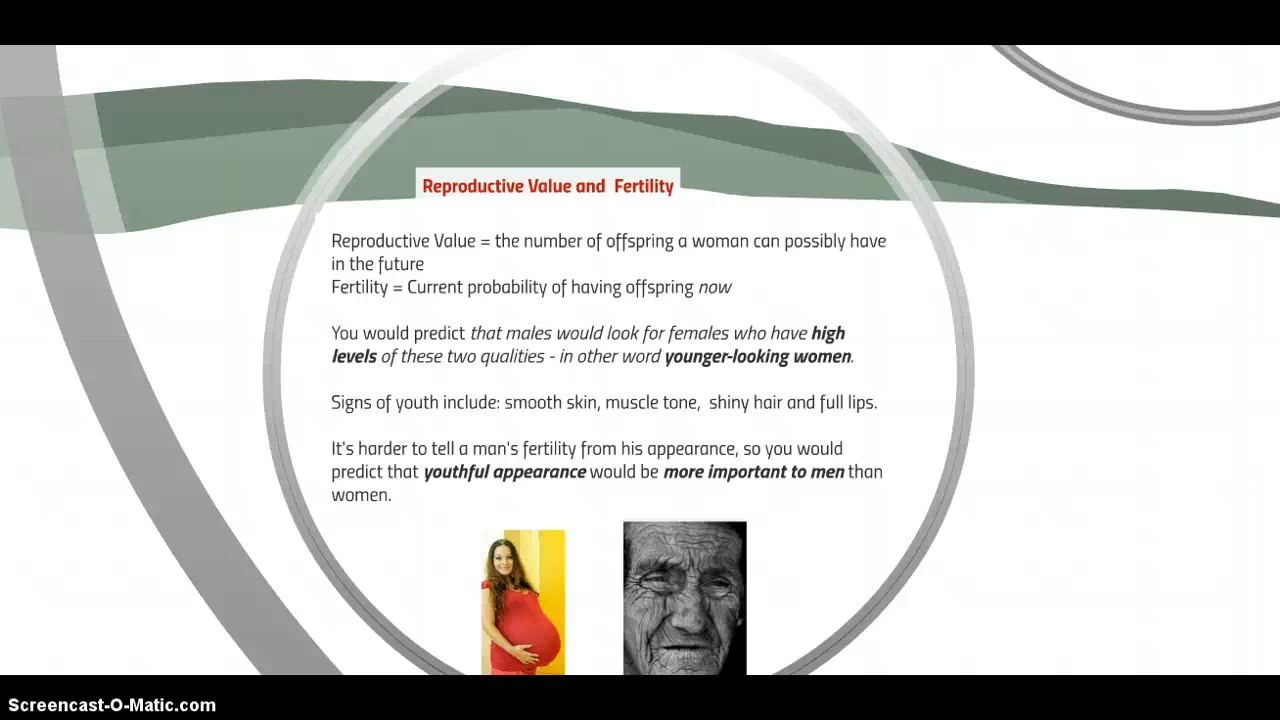 Reproductive Value and  Fertility
Reproductive Value = the number of offspring a woman can possibly have
in the future
Fertility = Current probability of having offspring now
You would predict that males would look for females who have high
levels of these two qualities - in other word younger-looking women.
Signs of youth include: smooth skin, muscle tone,  shiny hair and full lips.
It's harder to tell a man's fertility from his appearance, so you would
predict that youthful appearance would be more important to men than
women.
Screencast-O-Matic.com